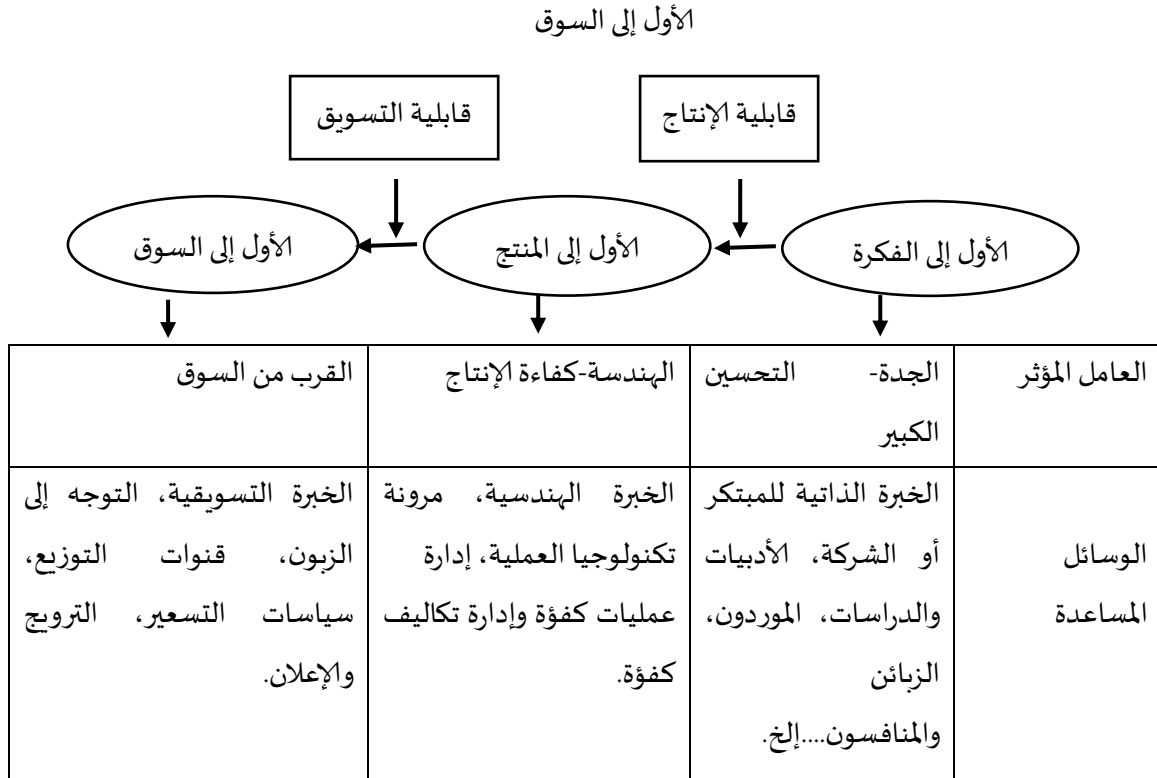 الأول إلى السوق
قابلية الإنتاج
قابلية التسويق
الأول إلى الفكرة
الأول إلى المنتج
الأول إلى السوق
العامل المؤثر
الجدة- التحسين
الكبير
الهندسة-كفاءة الإنتاج
القرب من السوق
الوسائل
المساعدة
الخبرة الذاتية للمبتكر
أو الشركة، الأدبيات
والدراسات، الموردون،
الزبائن
والمنافسون....إلخ.
الخبرة الهندسية، مرونة
تكنولوجيا العملية، إدارة
عمليات كفؤة وإدارة تكاليف
كفؤة.
الخبرة التسويقية، التوجه إلى
الزبون، قنوات التوزيع،
سياسات التسعير، الترويج
والإعلان.